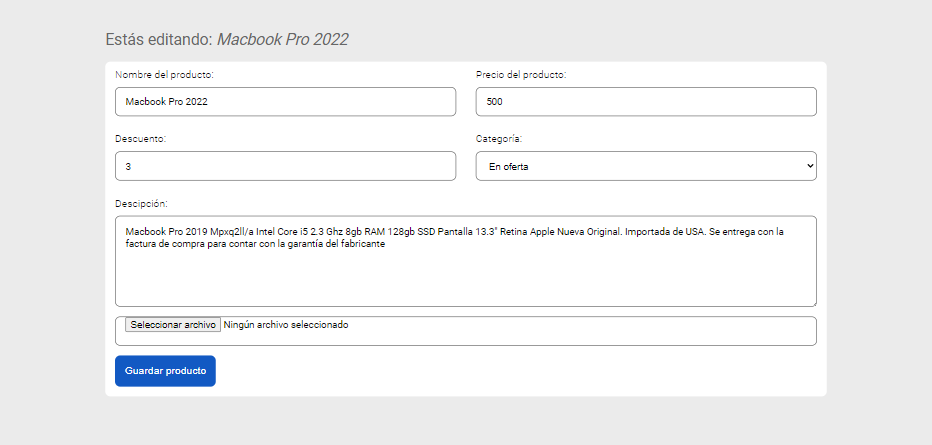 Estás editando: Macbook Pro 2022
Nombre del producto:
Precio del producto:
Macbook Pro 2022
500
Descuento:
Categoría:
3
En oferta
Descipción:
Macbook Pro 2019 Mpxq2ll/a Intel Core i5 2.3 Ghz 8gb RAM 128gb SSD Pantalla 13.3" Retina Apple Nueva Original. Importada de USA. Se entrega con la
factura de compra para contar con la garantía del fabricante
Seleccionar archivo Ningún archivo seleccionado
Guardar producto